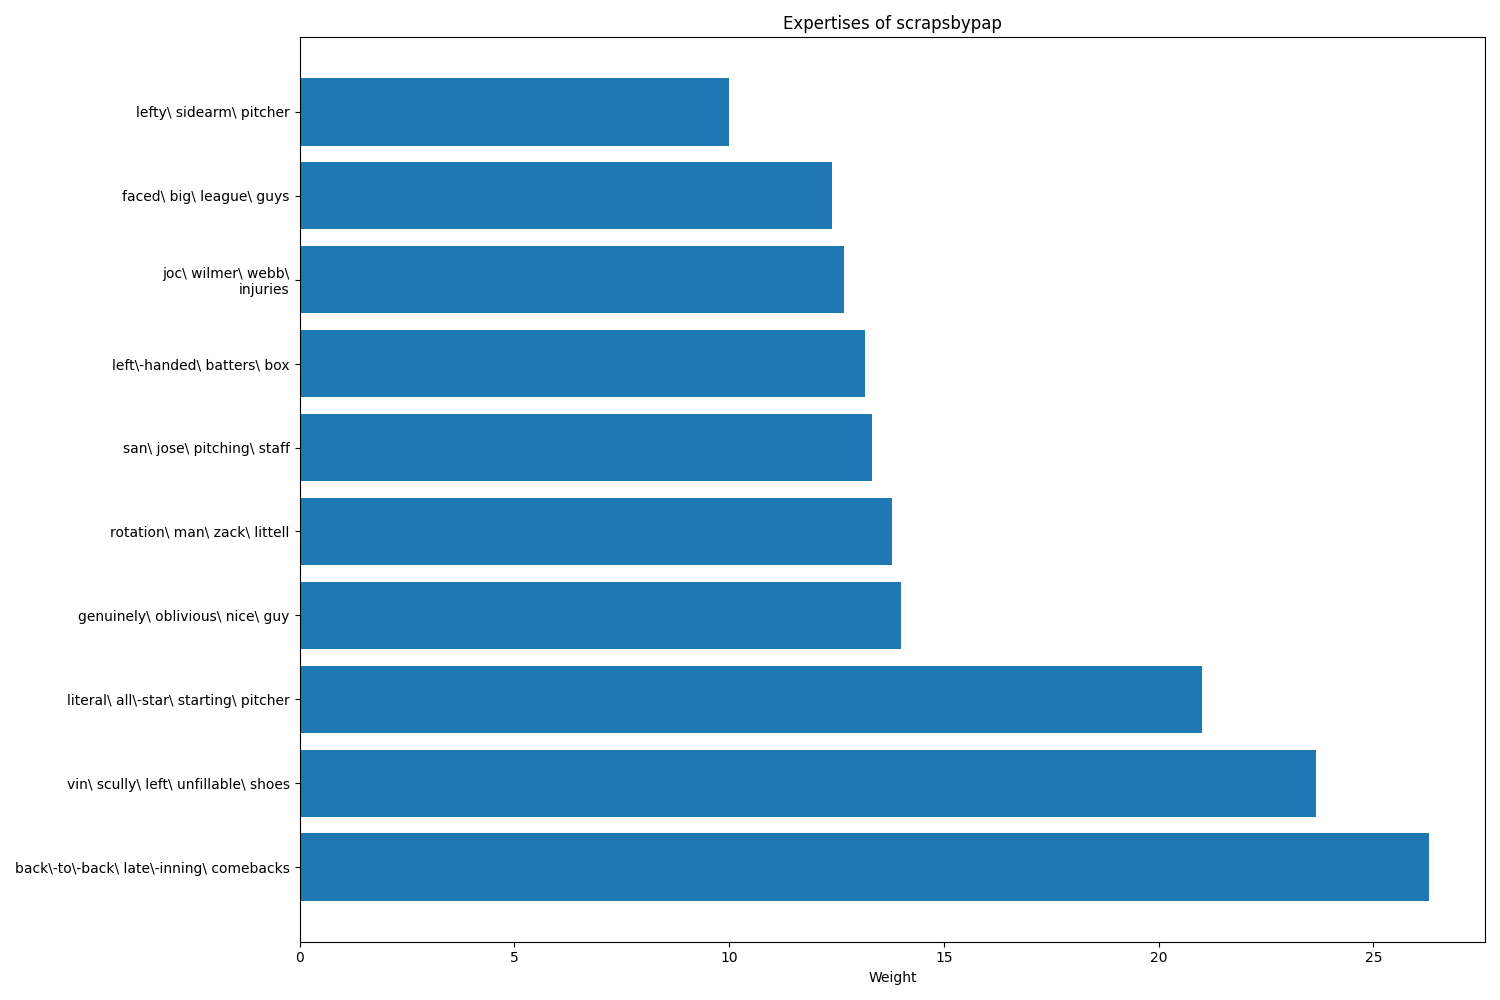 Expertises of scrapsbypap
lefty\ sidearm\ pitcher
faced\ big\ league\ guys
joc\ wilmer\ webb\
injuries
left\-handed\ batters\ box
san\ jose\ pitching\ staff
rotation\ man\ zack\ littell
genuinely\ oblivious\ nice\ guy
literal\ all\-star\ starting\ pitcher
vin\ scully\ left\ unfillable\ shoes
back\-to\-back\ late\-inning\ comebacks
0 5 10 15 20 25
Weight